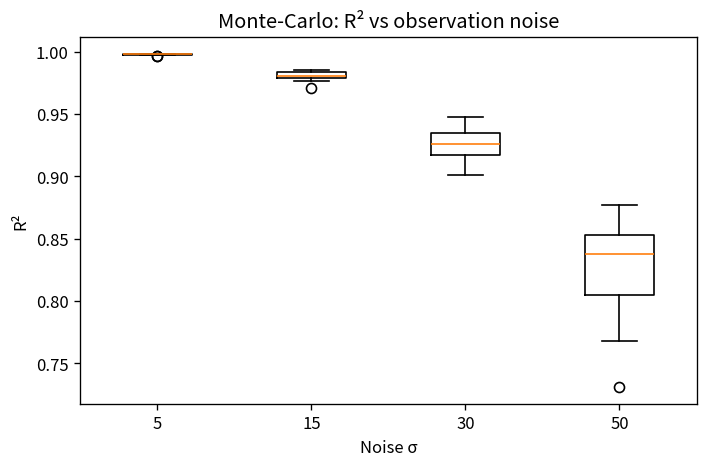 Monte-Carlo: R² vs observation noise
R²
1.00
0.95
0.90
0.85
0.80
0.75
5 15 30 50
Noise σ